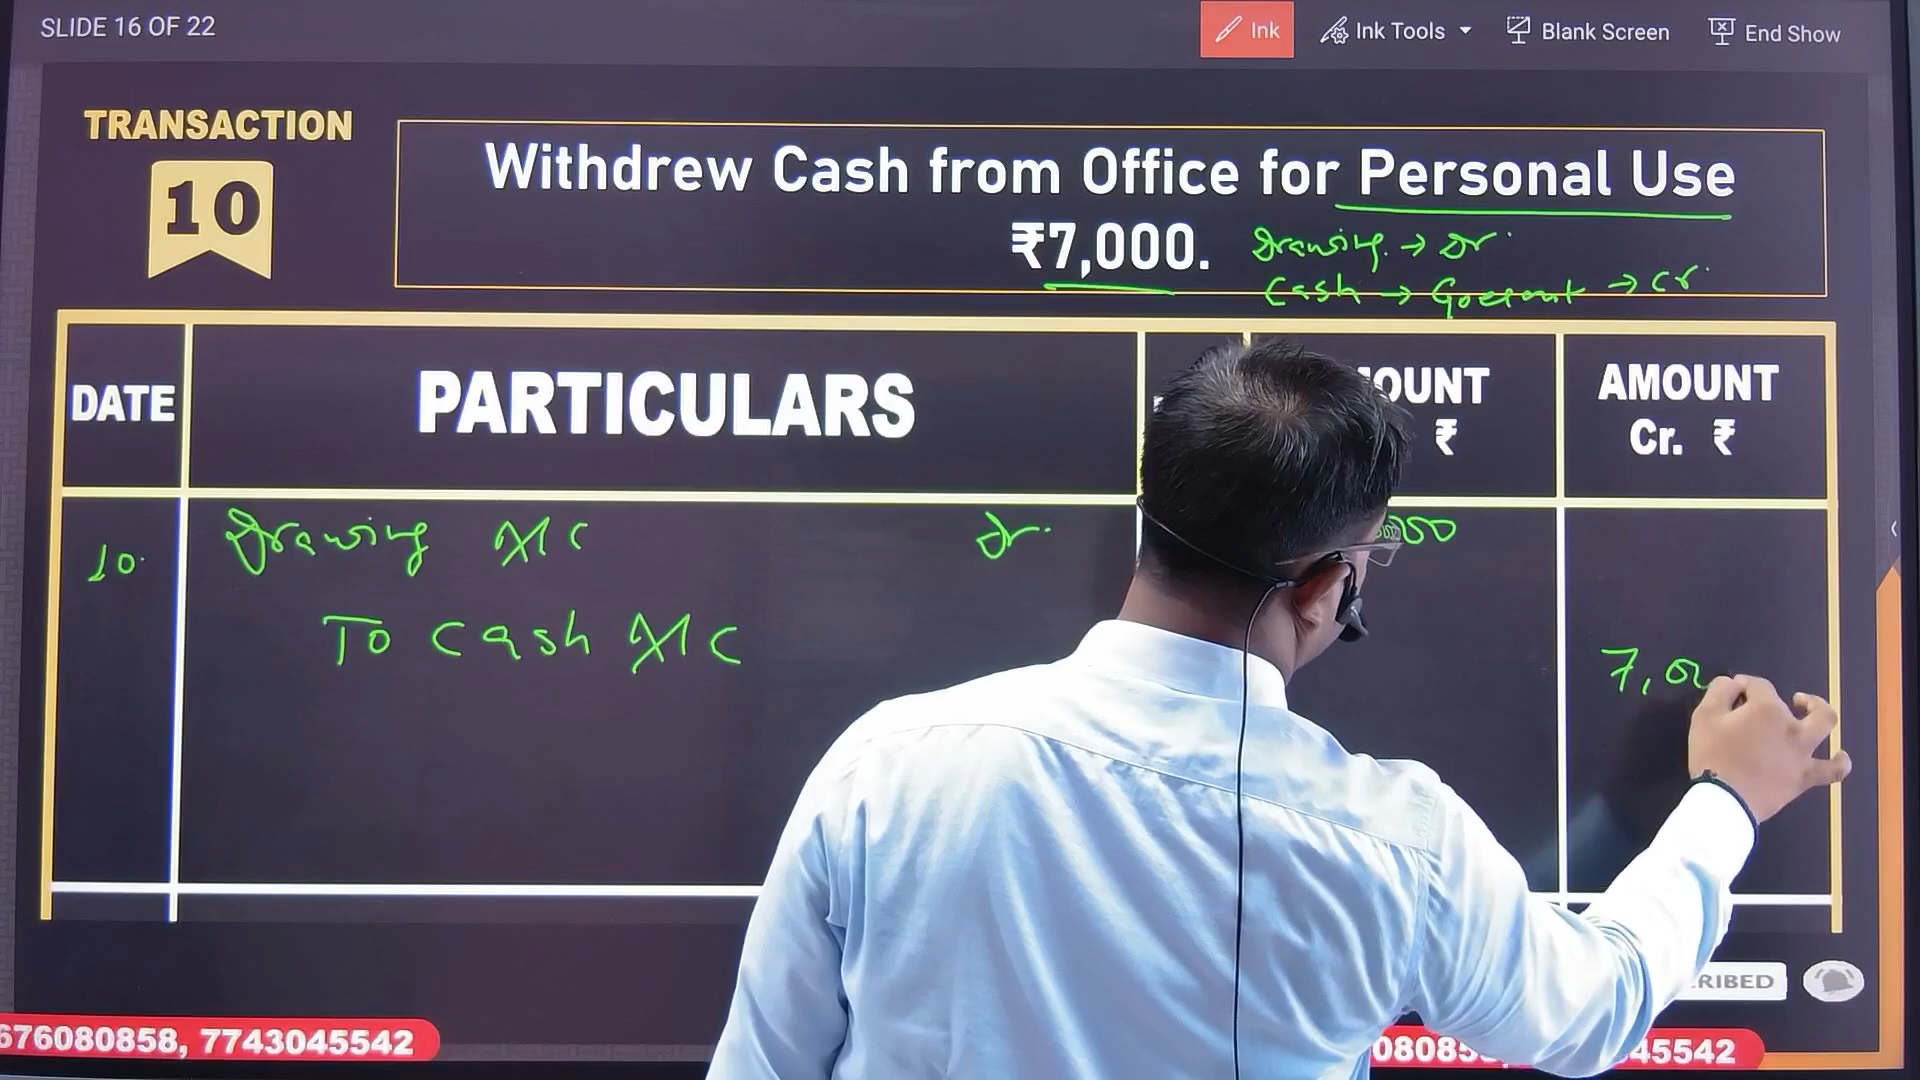 SLIDE 16 OF 22
Ink
Ink Tools
Blank Screen
End Show
TRANSACTION
10
Withdrew Cash from Office for Personal Use
₹7,000.
Drawing. → Dr.
Cash → → Cr.
DATE
PARTICULARS
OUNT
₹
AMOUNT
Cr. ₹
10.
Drawing A/C Dr.
To Cash A/C
7,0
RIBED
676080858, 7743045542
45542